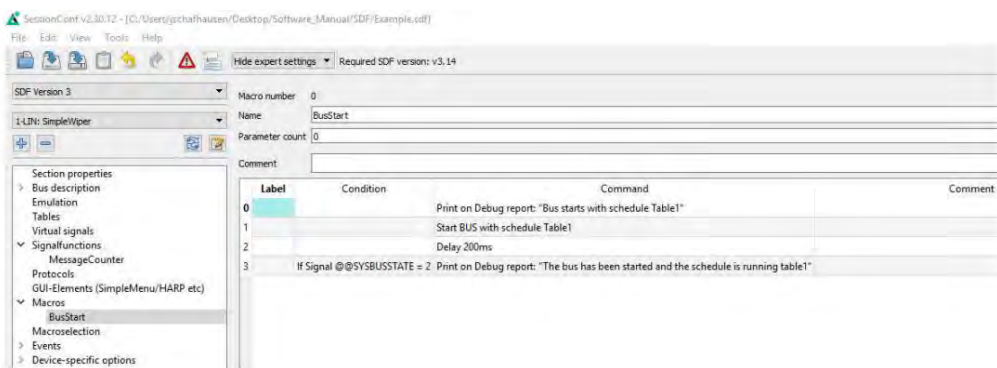 SessionConf v2.30.12 - [C:/Users/jschafhausen/Desktop/Software_Manual/SDF/Example.sdf]
File Edit View Tools Help
Hide expert settings Required SDF version: v3.14
SDF Version 3
1-LIN: SimpleWiper
Section properties
Bus description
Emulation
Tables
Virtual signals
Signalfunctions
MessageCounter
Protocols
GUI-Elements (SimpleMenu/HARP etc)
Macros
BusStart
Macroselection
Events
Device-specific options
Macro number 0
Name BusStart
Parameter count 0
Comment
Label Condition Command Comment
0 Print on Debug report: "Bus starts with schedule Table1"
1 Start BUS with schedule Table1
2 Delay 200ms
3 If Signal @@SYSBUSSTATE = 2 Print on Debug report: "The bus has been started and the schedule is running table1"